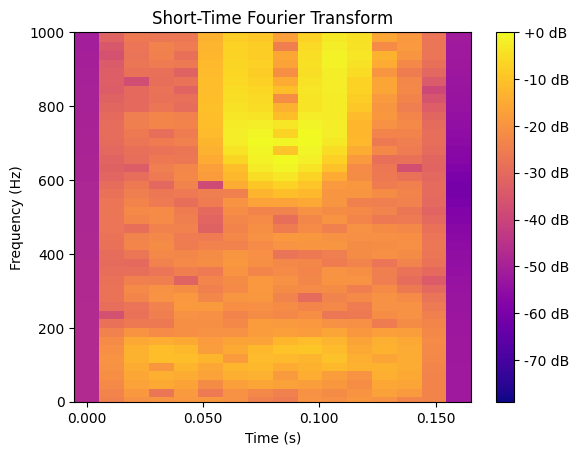 Short-Time Fourier Transform
1000
800
600
400
200
0
Frequency (Hz)
0.000
0.050
0.100
0.150
Time (s)
+0 dB
-10 dB
-20 dB
-30 dB
-40 dB
-50 dB
-60 dB
-70 dB